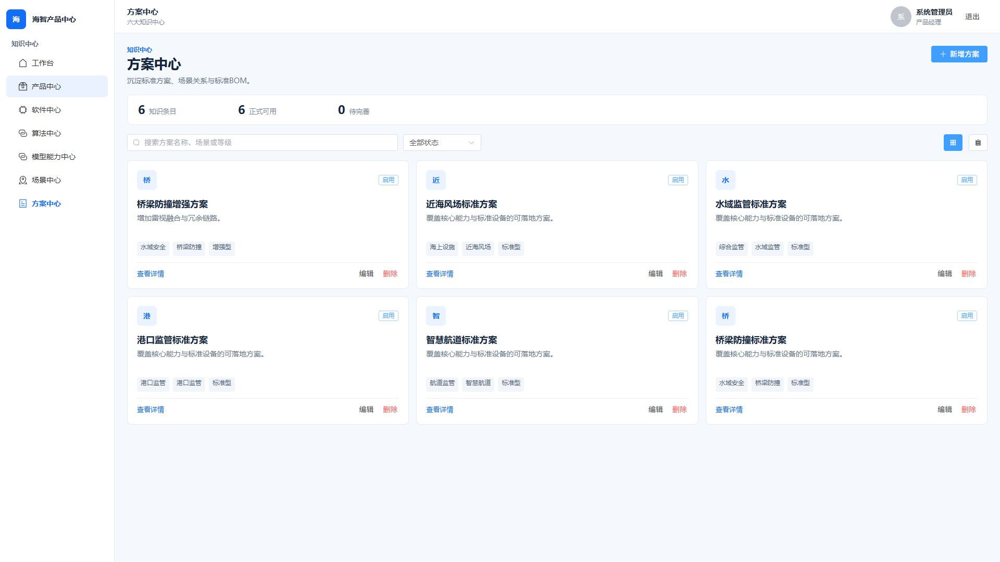 海 海智产品中心
知识中心
工作台
产品中心
软件中心
算法中心
模型能力中心
场景中心
方案中心
方案中心
六大知识中心
系 系统管理员
产品经理
退出
知识中心
方案中心
沉淀标准方案、场景关系与标准BOM。
新增方案
6 知识条目 6 正式可用 0 待完善
搜索方案名称、场景或等级 全部状态
桥 启用
桥梁防撞增强方案
增加雷视融合与冗余链路。
水域安全 桥梁防撞 增强型
查看详情 编辑 删除
近 启用
近海风场标准方案
覆盖核心能力与标准设备的可落地方案。
海上设施 近海风场 标准型
查看详情 编辑 删除
水 启用
水域监管标准方案
覆盖核心能力与标准设备的可落地方案。
综合监管 水域监管 标准型
查看详情 编辑 删除
港 启用
港口监管标准方案
覆盖核心能力与标准设备的可落地方案。
港口监管 港口监管 标准型
查看详情 编辑 删除
智 启用
智慧航道标准方案
覆盖核心能力与标准设备的可落地方案。
航道监管 智慧航道 标准型
查看详情 编辑 删除
桥 启用
桥梁防撞标准方案
覆盖核心能力与标准设备的可落地方案。
水域安全 桥梁防撞 标准型
查看详情 编辑 删除